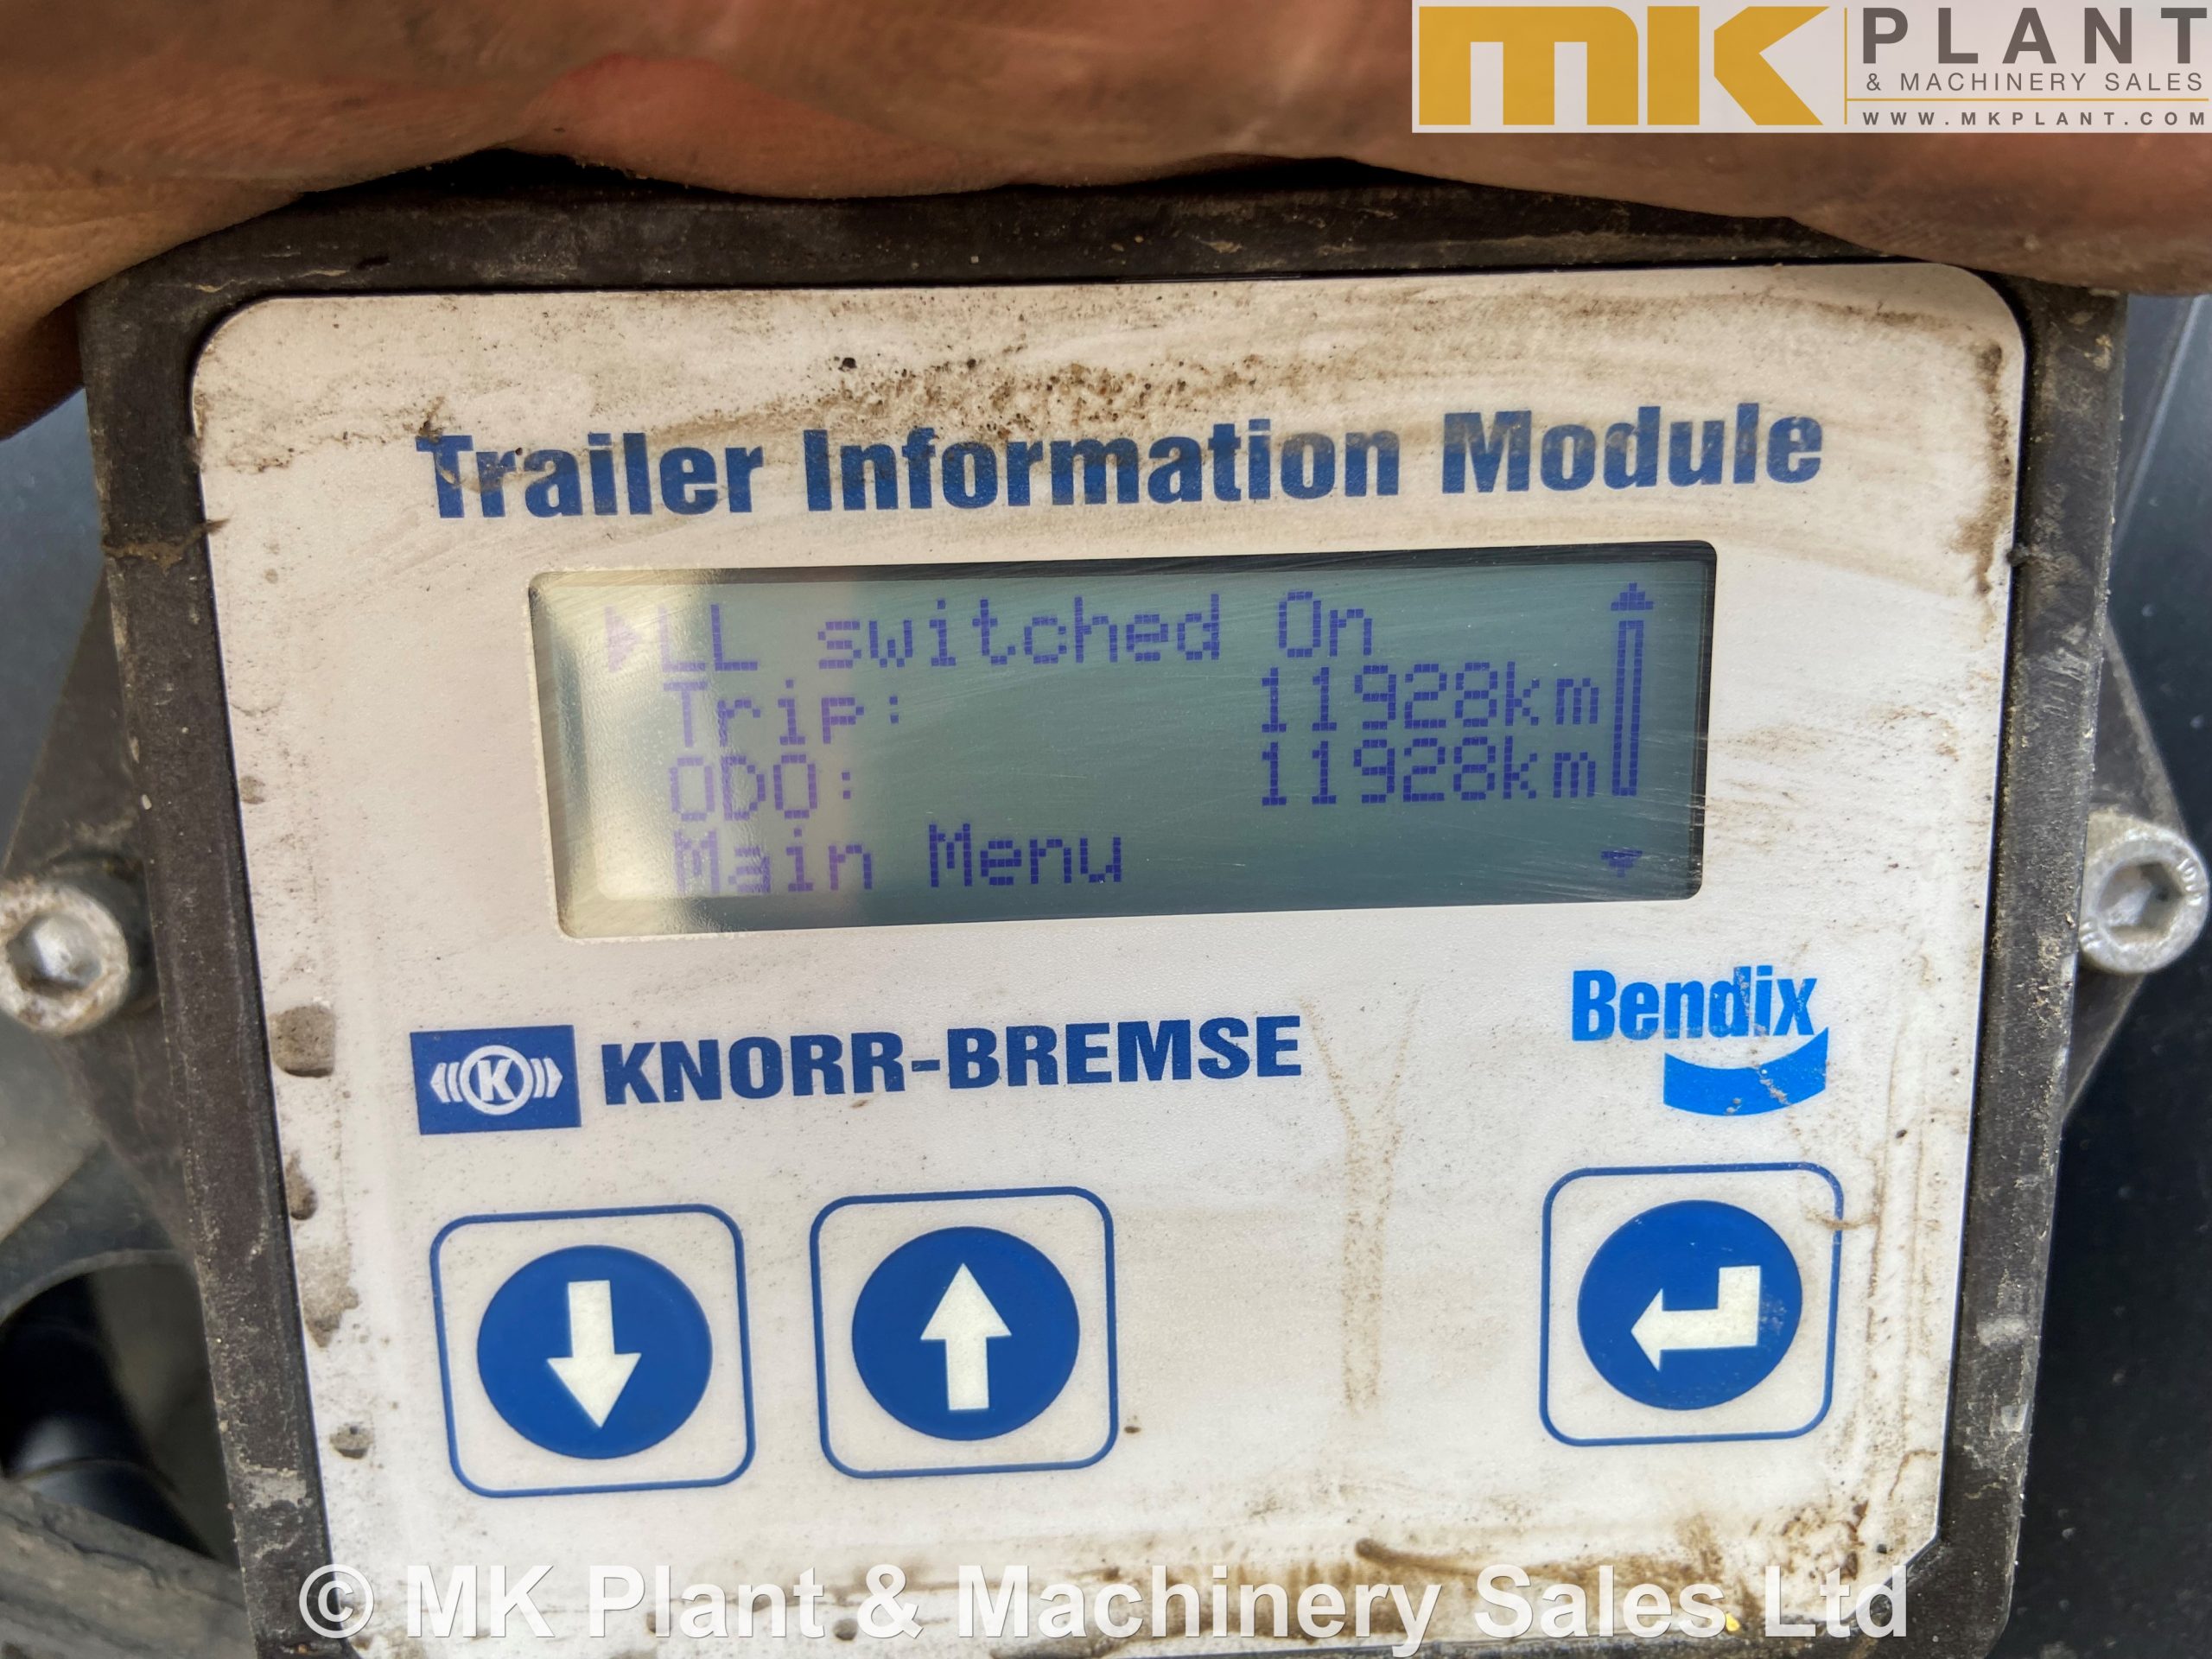 MK PLANT
& MACHINERY SALES
WWW.MKPLANT.COM
Trailer Information Module
LL switched On
Trip: 11928km
ODO: 11928km
Main Menu
Bendix
K KNORR-BREMSE
© MK Plant & Machinery Sales Ltd